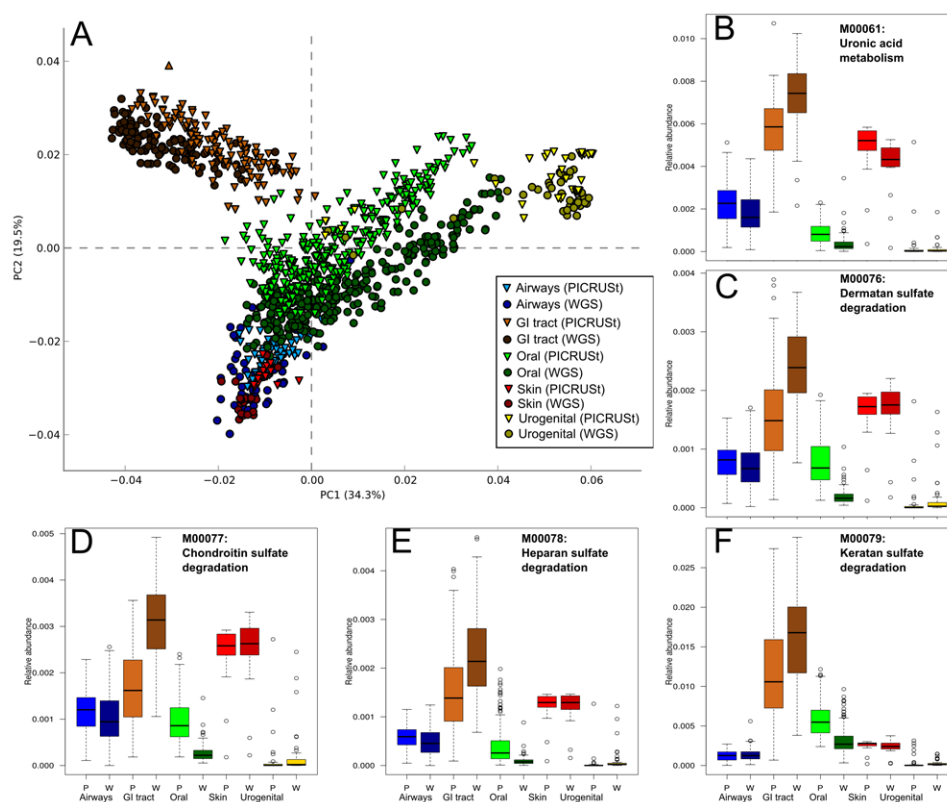 A
PC2 (19.5%)
0.04
0.02
0.00
−0.02
−0.04
−0.04
−0.02
0.00
0.02
0.04
0.06
PC1 (34.3%)
Airways (PICRUSt)
Airways (WGS)
GI tract (PICRUSt)
GI tract (WGS)
Oral (PICRUSt)
Oral (WGS)
Skin (PICRUSt)
Skin (WGS)
Urogenital (PICRUSt)
Urogenital (WGS)
B
M00061:
Uronic acid
metabolism
Relative abundance
0.010
0.008
0.006
0.004
0.002
0.000
C
M00076:
Dermatan sulfate
degradation
Relative abundance
0.004
0.003
0.002
0.001
0.000
D
M00077:
Chondroitin sulfate
degradation
Relative abundance
0.005
0.004
0.003
0.002
0.001
0.000
P W P W P W P W P W
Airways GI tract Oral Skin Urogenital
E
M00078:
Heparan sulfate
degradation
Relative abundance
0.004
0.003
0.002
0.001
0.000
P W P W P W P W P W
Airways GI tract Oral Skin Urogenital
F
M00079:
Keratan sulfate
degradation
Relative abundance
0.025
0.020
0.015
0.010
0.005
0.000
P W P W P W P W P W
Airways GI tract Oral Skin Urogenital